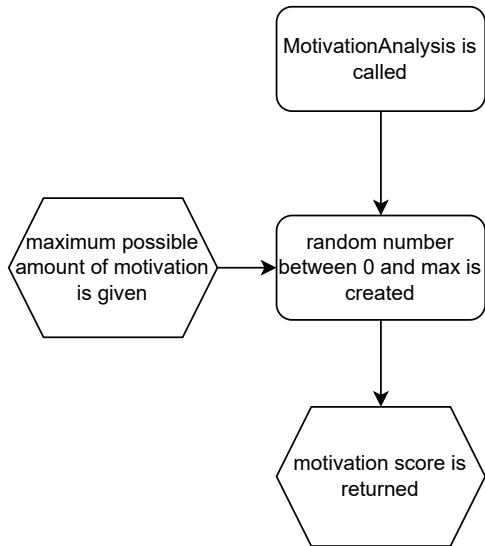 MotivationAnalysis is
called
maximum possible
amount of motivation
is given
random number
between 0 and max is
created
motivation score is
returned